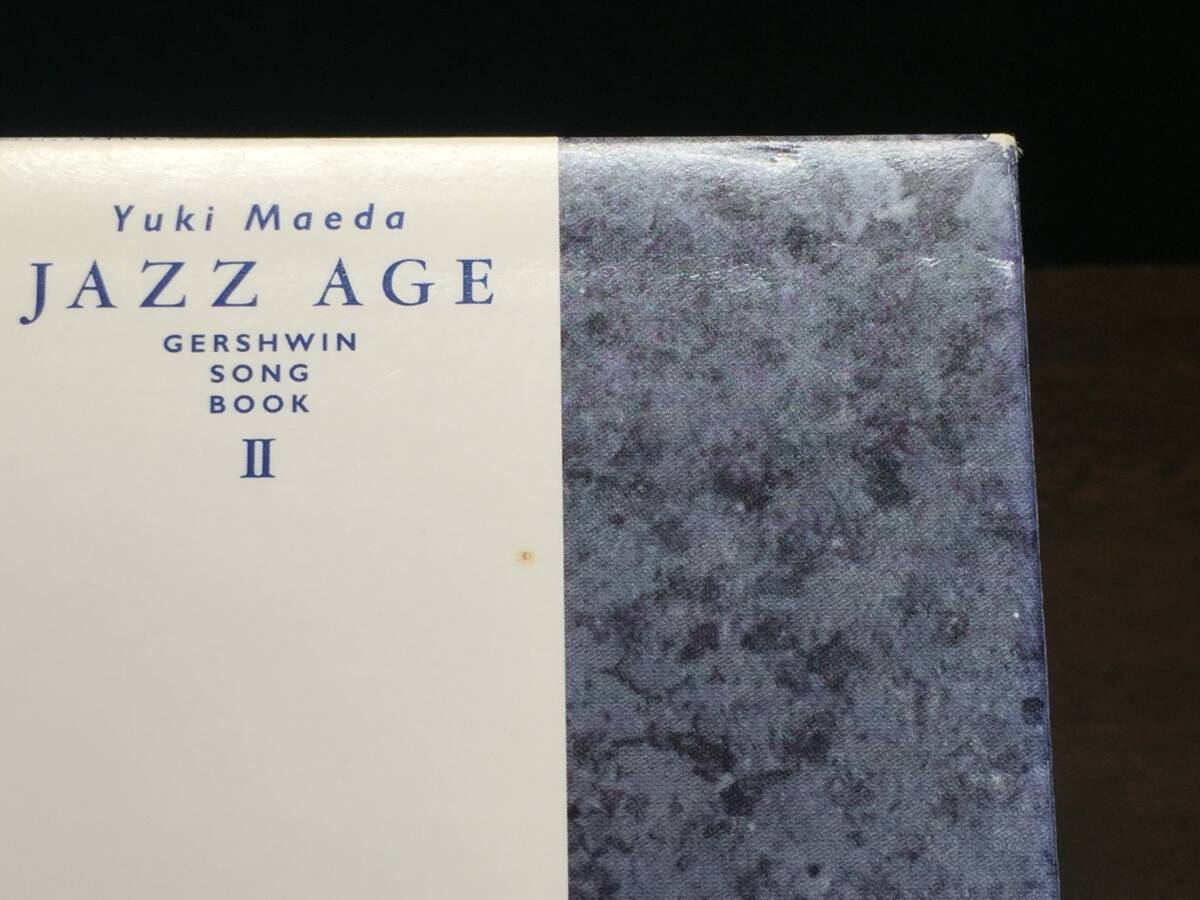 Yuki Maeda
JAZZ AGE
GERSHWIN
SONG
BOOK
II